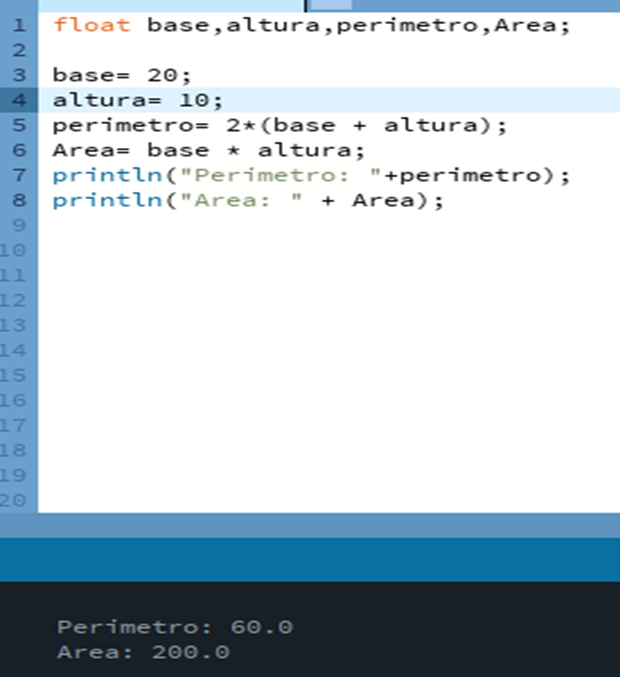 1 float base,altura,perimetro,Area;
2
3 base= 20;
4 altura= 10;
5 perimetro= 2*(base + altura);
6 Area= base * altura;
7 println("Perimetro: "+perimetro);
8 println("Area: " + Area);
9
10
11
12
13
14
15
16
17
18
19
20
Perimetro: 60.0
Area: 200.0